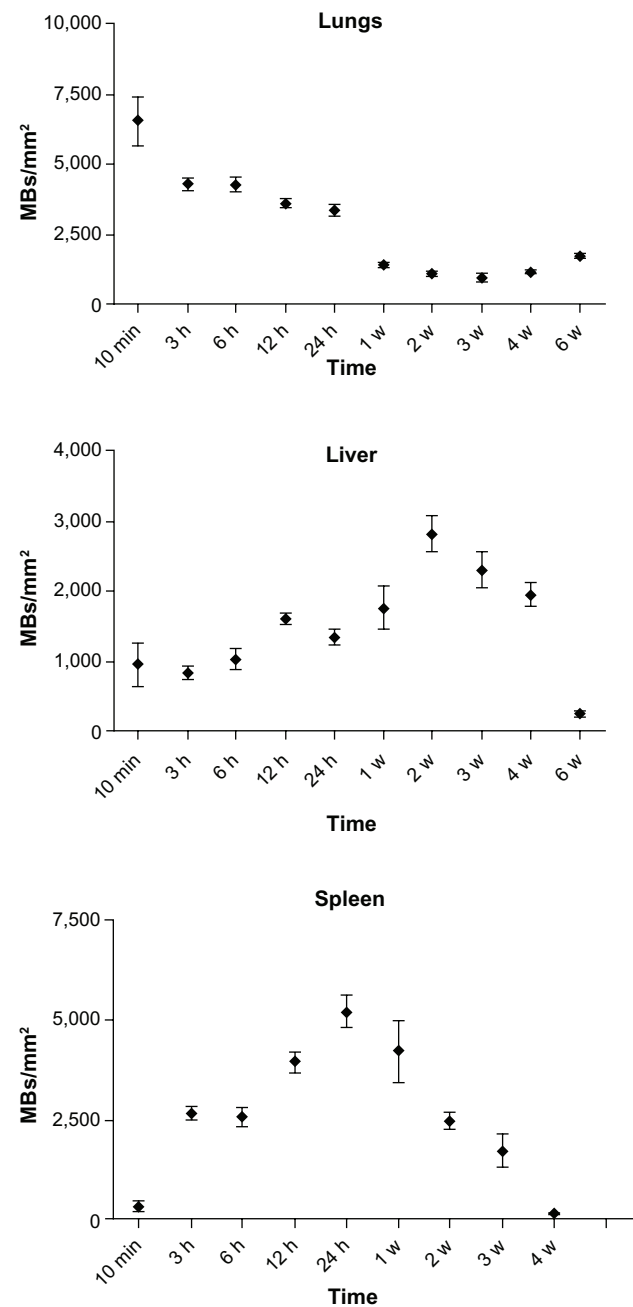 Lungs
10,000
7,500
5,000
2,500
0
MBs/mm²
10 min 3 h 6 h 12 h 24 h 1 w 2 w 3 w 4 w 6 w
Time
Liver
4,000
3,000
2,000
1,000
0
MBs/mm²
10 min 3 h 6 h 12 h 24 h 1 w 2 w 3 w 4 w 6 w
Time
Spleen
7,500
5,000
2,500
0
MBs/mm²
10 min 3 h 6 h 12 h 24 h 1 w 2 w 3 w 4 w
Time